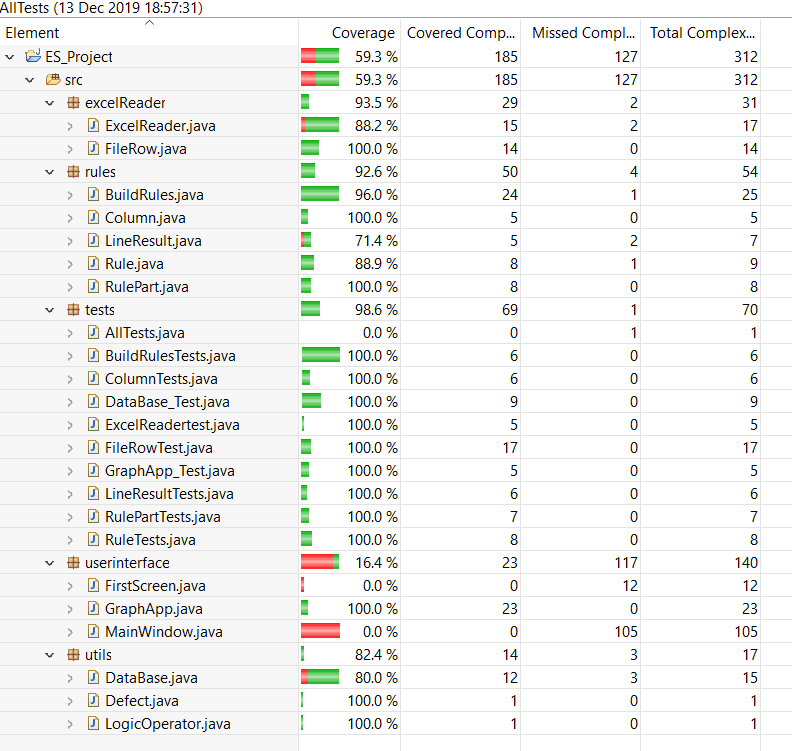 AllTests (13 Dec 2019 18:57:31)
Element Coverage Covered Comp... Missed Compl... Total Complex...
ES_Project 59.3 % 185 127 312
src 59.3 % 185 127 312
excelReader 93.5 % 29 2 31
ExcelReader.java 88.2 % 15 2 17
FileRow.java 100.0 % 14 0 14
rules 92.6 % 50 4 54
BuildRules.java 96.0 % 24 1 25
Column.java 100.0 % 5 0 5
LineResult.java 71.4 % 5 2 7
Rule.java 88.9 % 8 1 9
RulePart.java 100.0 % 8 0 8
tests 98.6 % 69 1 70
AllTests.java 0.0 % 0 1 1
BuildRulesTests.java 100.0 % 6 0 6
ColumnTests.java 100.0 % 6 0 6
DataBase_Test.java 100.0 % 9 0 9
ExcelReadertest.java 100.0 % 5 0 5
FileRowTest.java 100.0 % 17 0 17
GraphApp_Test.java 100.0 % 5 0 5
LineResultTests.java 100.0 % 6 0 6
RulePartTests.java 100.0 % 7 0 7
RuleTests.java 100.0 % 8 0 8
userinterface 16.4 % 23 117 140
FirstScreen.java 0.0 % 0 12 12
GraphApp.java 100.0 % 23 0 23
MainWindow.java 0.0 % 0 105 105
utils 82.4 % 14 3 17
DataBase.java 80.0 % 12 3 15
Defect.java 100.0 % 1 0 1
LogicOperator.java 100.0 % 1 0 1